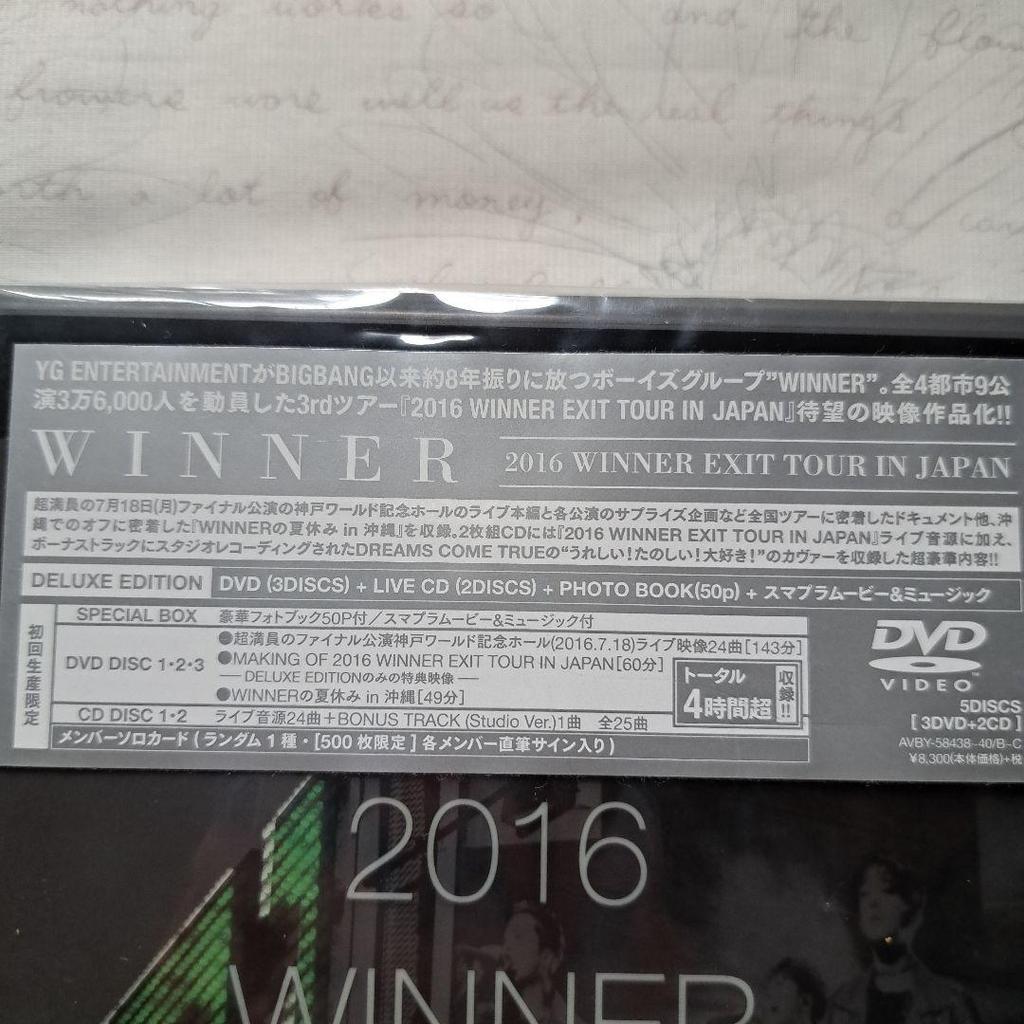 nothing works so and the
flowers wore well as the real things,
a lot of money, a
YG ENTERTAINMENTがBIGBANG以来約8年振りに放つボーイズグループ"WINNER"。全4都市9公
演3万6,000人を動員した3rdツアー『2016 WINNER EXIT TOUR IN JAPAN』待望の映像作品化!!
WINNER 2016 WINNER EXIT TOUR IN JAPAN
超満員の7月18日(月)ファイナル公演の神戸ワールド記念ホールのライブ本編と各公演のサプライズ企画など全国ツアーに密着したドキュメント他、沖
縄でのオフに密着した『WINNERの夏休み in 沖縄』を収録。2枚組CDには『2016 WINNER EXIT TOUR IN JAPAN』ライブ音源に加え、
ボーナストラックにスタジオレコーディングされたDREAMS COME TRUEの"うれしい!たのしい!大好き!"のカヴァーを収録した超豪華内容!!
DELUXE EDITION DVD (3DISCS) + LIVE CD (2DISCS) + PHOTO BOOK(50p) + スマプラムービー&ミュージック
初回生産限定
SPECIAL BOX 豪華フォトブック50P付/スマプラムービー&ミュージック付
DVD DISC 1・2・3
●超満員のファイナル公演神戸ワールド記念ホール(2016.7.18)ライブ映像24曲[143分]
●MAKING OF 2016 WINNER EXIT TOUR IN JAPAN[60分]
— DELUXE EDITIONのみの特典映像 —
●WINNERの夏休み in 沖縄[49分]
トータル
4時間超
収録!!
CD DISC 1・2 ライブ音源24曲+BONUS TRACK (Studio Ver.)1曲 全25曲
メンバーソロカード(ランダム1種・[500枚限定]各メンバー直筆サイン入り)
DVD
VIDEO™
5DISCS
[3DVD+2CD]
AVBY-58438~40/B~C
¥8,300(本体価格)+税
2016
WINNER